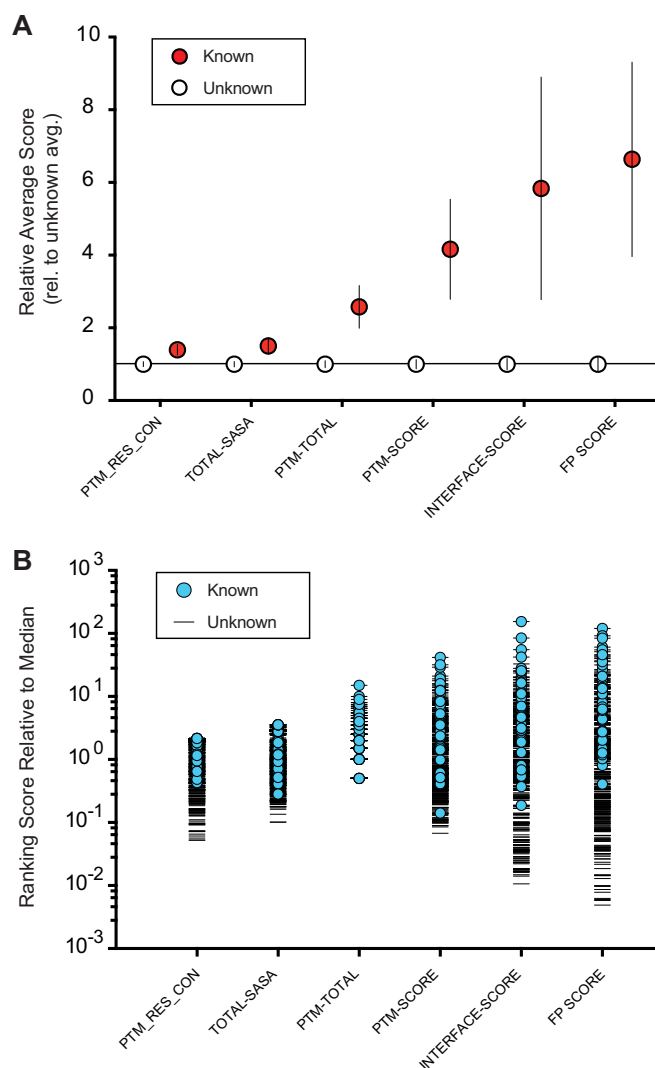 A
Known
Unknown
Relative Average Score
(rel. to unknown avg.)
10
8
6
4
2
0
PTM_RES_CON
TOTAL-SASA
PTM-TOTAL
PTM-SCORE
INTERFACE-SCORE
FP SCORE
B
Known
Unknown
Ranking Score Relative to Median
10³
10²
10¹
10⁰
10⁻¹
10⁻²
10⁻³
PTM_RES_CON
TOTAL-SASA
PTM-TOTAL
PTM-SCORE
INTERFACE-SCORE
FP SCORE